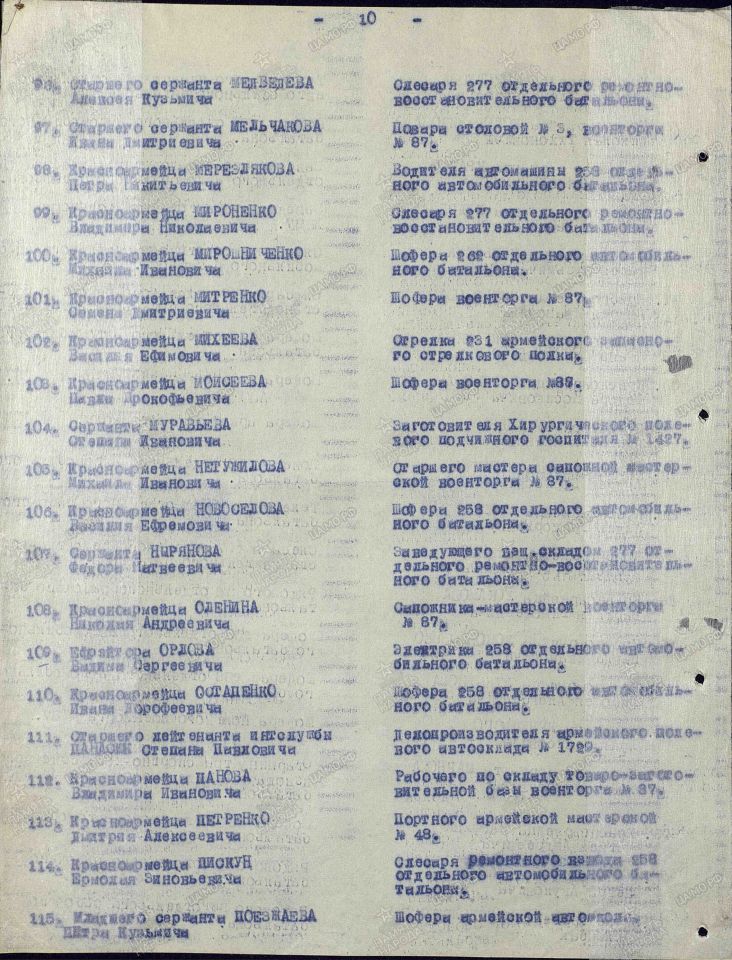 - 10 -
96. Старшего сержанта МЕДВЕДЕВА
Алексея Кузьмича
Слесаря 277 отдельного ремонтно-
восстановительного батальона.
97. Старшего сержанта МЕЛЬЧАКОВА
Ивана Дмитриевича
Повара столовой № 3, военторга
№ 87.
98. Красноармейца МЕРЕЗЛЯКОВА
Петра Никитьевича
Водителя автомашины 258 отдель-
ного автомобильного батальона.
99. Красноармейца МИРОНЕНКО
Владимира Николаевича
Слесаря 277 отдельного ремонтно-
восстановительного батальона.
100. Красноармейца МИРОШНИЧЕНКО
Михаила Ивановича
Шофера 262 отдельного автомобиль-
ного батальона.
101. Красноармейца МИТРЕНКО
Семена Дмитриевича
Шофера военторга № 87.
102. Красноармейца МИХЕЕВА
Василия Ефимовича
Стрелка 231 армейского запасно-
го стрелкового полка.
103. Красноармейца МОИСЕЕВА
Павла Прокофьевича
Шофера военторга №87.
104. Сержанта МУРАВЬЕВА
Степана Ивановича
Заготовителя Хирургического поле-
вого подвижного госпиталя № 1427.
105. Красноармейца НЕТУЖИЛОВА
Михаила Ивановича
Старшего мастера сапожной мастер-
ской военторга № 87.
106. Красноармейца НОВОСЕЛОВА
Василия Ефремовича
Шофера 258 отдельного автомобиль-
ного батальона.
107. Сержанта НЫРЯНОВА
Федора Матвеевича
Заведующего вещ.складом 277 от-
дельного ремонтно-восстановитель-
ного батальона.
108. Красноармейца ОЛЕНИНА
Николая Андреевича
Сапожника-мастерской военторга
№ 87.
109. Ефрейтора ОРЛОВА
Вадима Сергеевича
Электрика 258 отдельного автомо-
бильного батальона.
110. Красноармейца ОСТАПЕНКО
Ивана Дорофеевича
Шофера 258 отдельного автомобиль-
ного батальона.
111. Старшего лейтенанта интслужбы
ПАНАСЮК Степана Павловича
Делопроизводителя армейского поле-
вого автосклада № 1729.
112. Красноармейца ПАНОВА
Владимира Ивановича
Рабочего по складу товаро-загото-
вительной базы военторга № 87.
113. Красноармейца ПЕТРЕНКО
Дмитрия Алексеевича
Портного армейской мастерской
№ 48.
114. Красноармейца ПИСКУН
Ермолая Зиновьевича
Слесаря ремонтного взвода 258
отдельного автомобильного ба-
тальона.
115. Младшего сержанта ПОЕЗЖАЕВА
Петра Кузьмича
Шофера армейской автошколы.